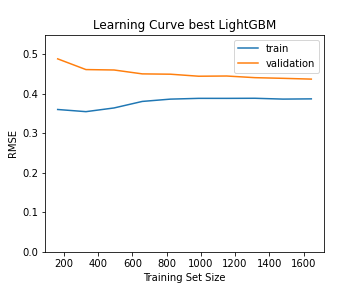 Learning Curve best LightGBM
train
validation
RMSE
0.5
0.4
0.3
0.2
0.1
0.0
200 400 600 800 1000 1200 1400 1600
Training Set Size